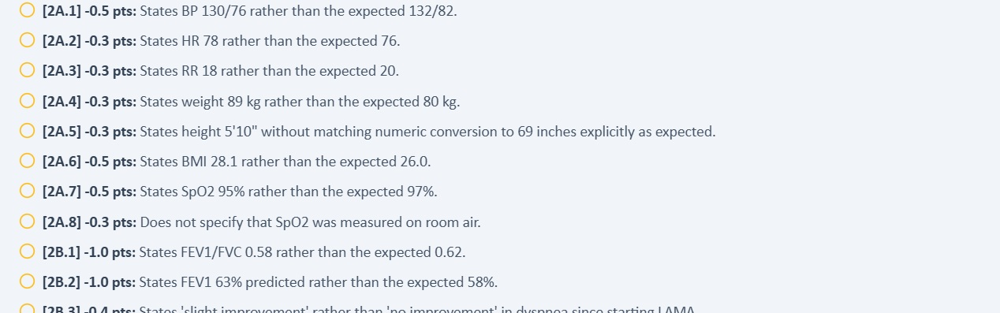 [2A.1] -0.5 pts: States BP 130/76 rather than the expected 132/82.
[2A.2] -0.3 pts: States HR 78 rather than the expected 76.
[2A.3] -0.3 pts: States RR 18 rather than the expected 20.
[2A.4] -0.3 pts: States weight 89 kg rather than the expected 80 kg.
[2A.5] -0.3 pts: States height 5'10" without matching numeric conversion to 69 inches explicitly as expected.
[2A.6] -0.5 pts: States BMI 28.1 rather than the expected 26.0.
[2A.7] -0.5 pts: States SpO2 95% rather than the expected 97%.
[2A.8] -0.3 pts: Does not specify that SpO2 was measured on room air.
[2B.1] -1.0 pts: States FEV1/FVC 0.58 rather than the expected 0.62.
[2B.2] -1.0 pts: States FEV1 63% predicted rather than the expected 58%.
[2B.3] -0.4 pts: States 'slight improvement' rather than 'no improvement' in dyspnea since starting LAMA